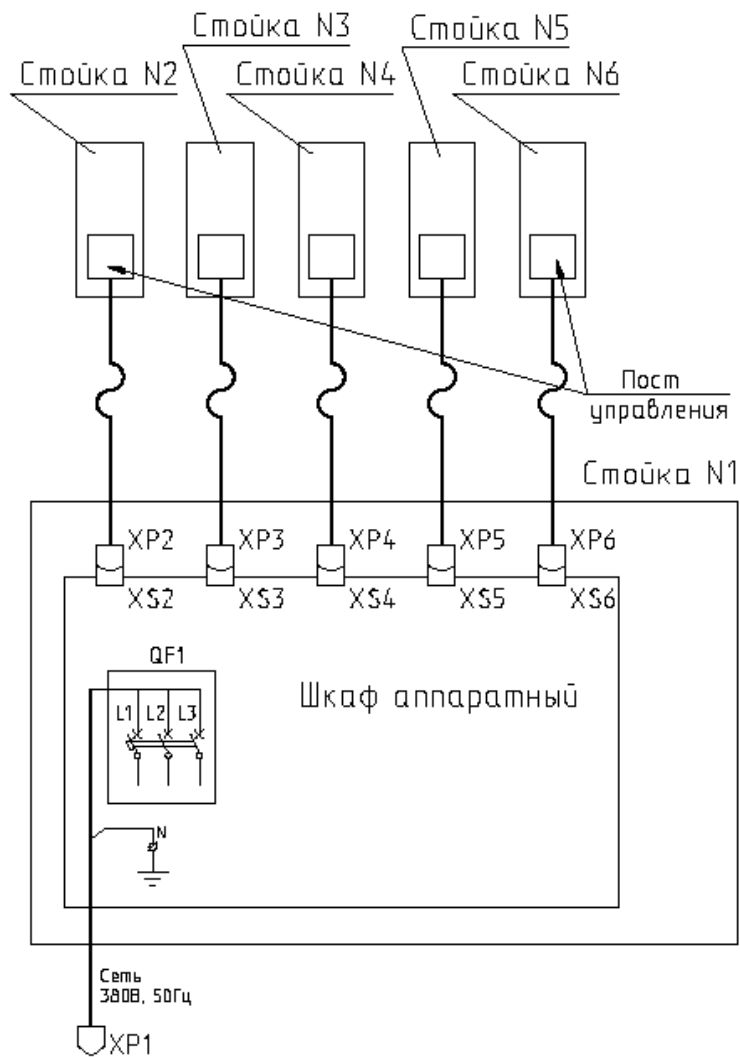 Стойка N3
Стойка N5
Стойка N2
Стойка N4
Стойка N6
Пост
управления
Стойка N1
XP2
XP3
XP4
XP5
XP6
XS2
XS3
XS4
XS5
XS6
QF1
Шкаф аппаратный
L1
L2
L3
N
Сеть
380В, 50Гц
XP1